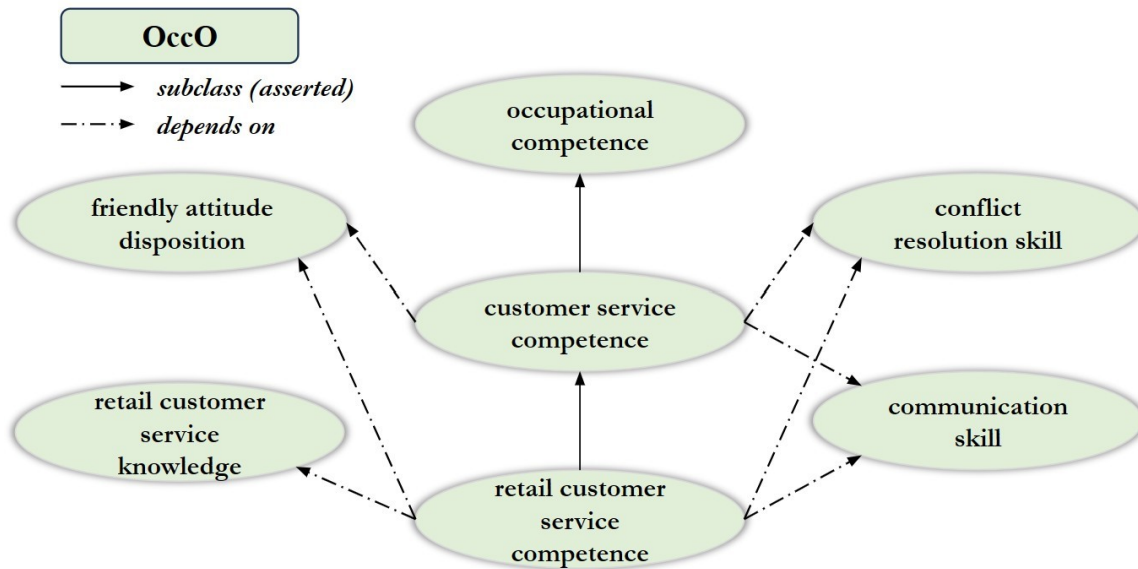 OccO
subclass (asserted)
depends on
occupational
competence
friendly attitude
disposition
conflict
resolution skill
customer service
competence
retail customer
service
knowledge
communication
skill
retail customer
service
competence